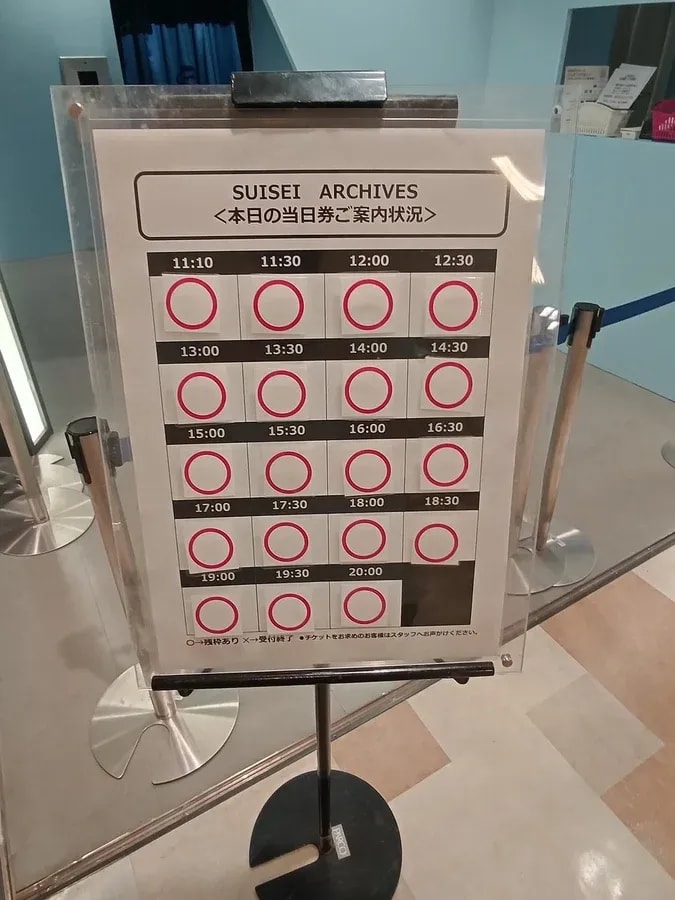 SUISEI ARCHIVES
<本日の当日券ご案内状況>
11:10 11:30 12:00 12:30
13:00 13:30 14:00 14:30
15:00 15:30 16:00 16:30
17:00 17:30 18:00 18:30
19:00 19:30 20:00
○→残枠あり ×→受付終了 ●チケットをお求めのお客様はスタッフへお声がけください。